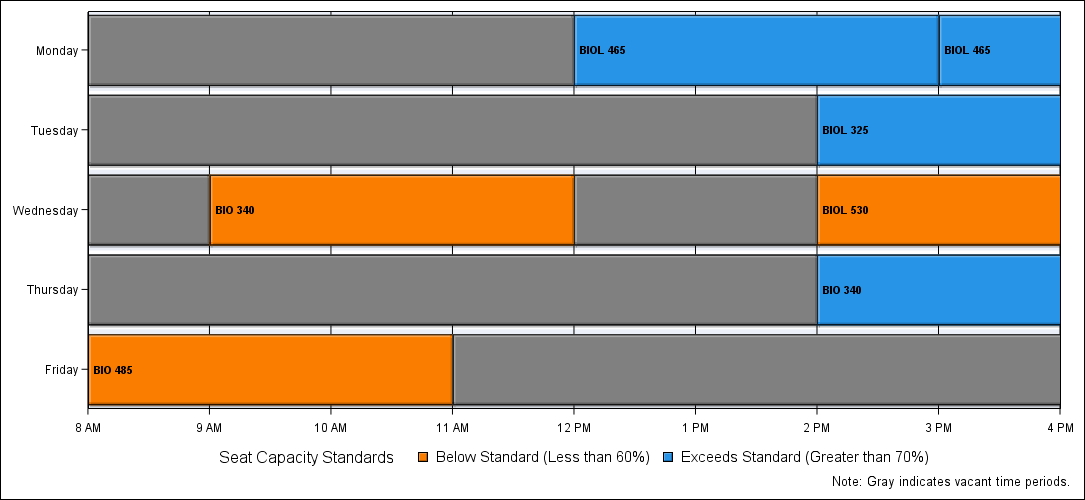 Monday
BIOL 465
BIOL 465
Tuesday
BIOL 325
Wednesday
BIO 340
BIOL 530
Thursday
BIO 340
Friday
BIO 485
8 AM 9 AM 10 AM 11 AM 12 PM 1 PM 2 PM 3 PM 4 PM
Seat Capacity Standards Below Standard (Less than 60%) Exceeds Standard (Greater than 70%)
Note: Gray indicates vacant time periods.